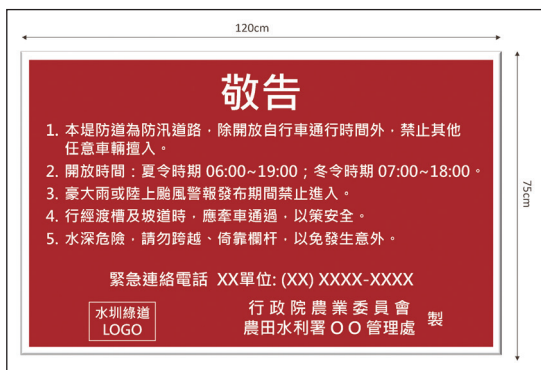 120cm
敬告
1. 本堤防道為防汛道路，除開放自行車通行時間外，禁止其他
任意車輛擅入。
2. 開放時間：夏令時期 06:00~19:00；冬令時期 07:00~18:00。
3. 豪大雨或陸上颱風警報發布期間禁止進入。
4. 行經渡槽及坡道時，應牽車通過，以策安全。
5. 水深危險，請勿跨越、倚靠欄杆，以免發生意外。
緊急連絡電話 XX單位: (XX) XXXX-XXXX
水圳綠道
LOGO
行政院農業委員會
農田水利署ＯＯ管理處
製
75cm